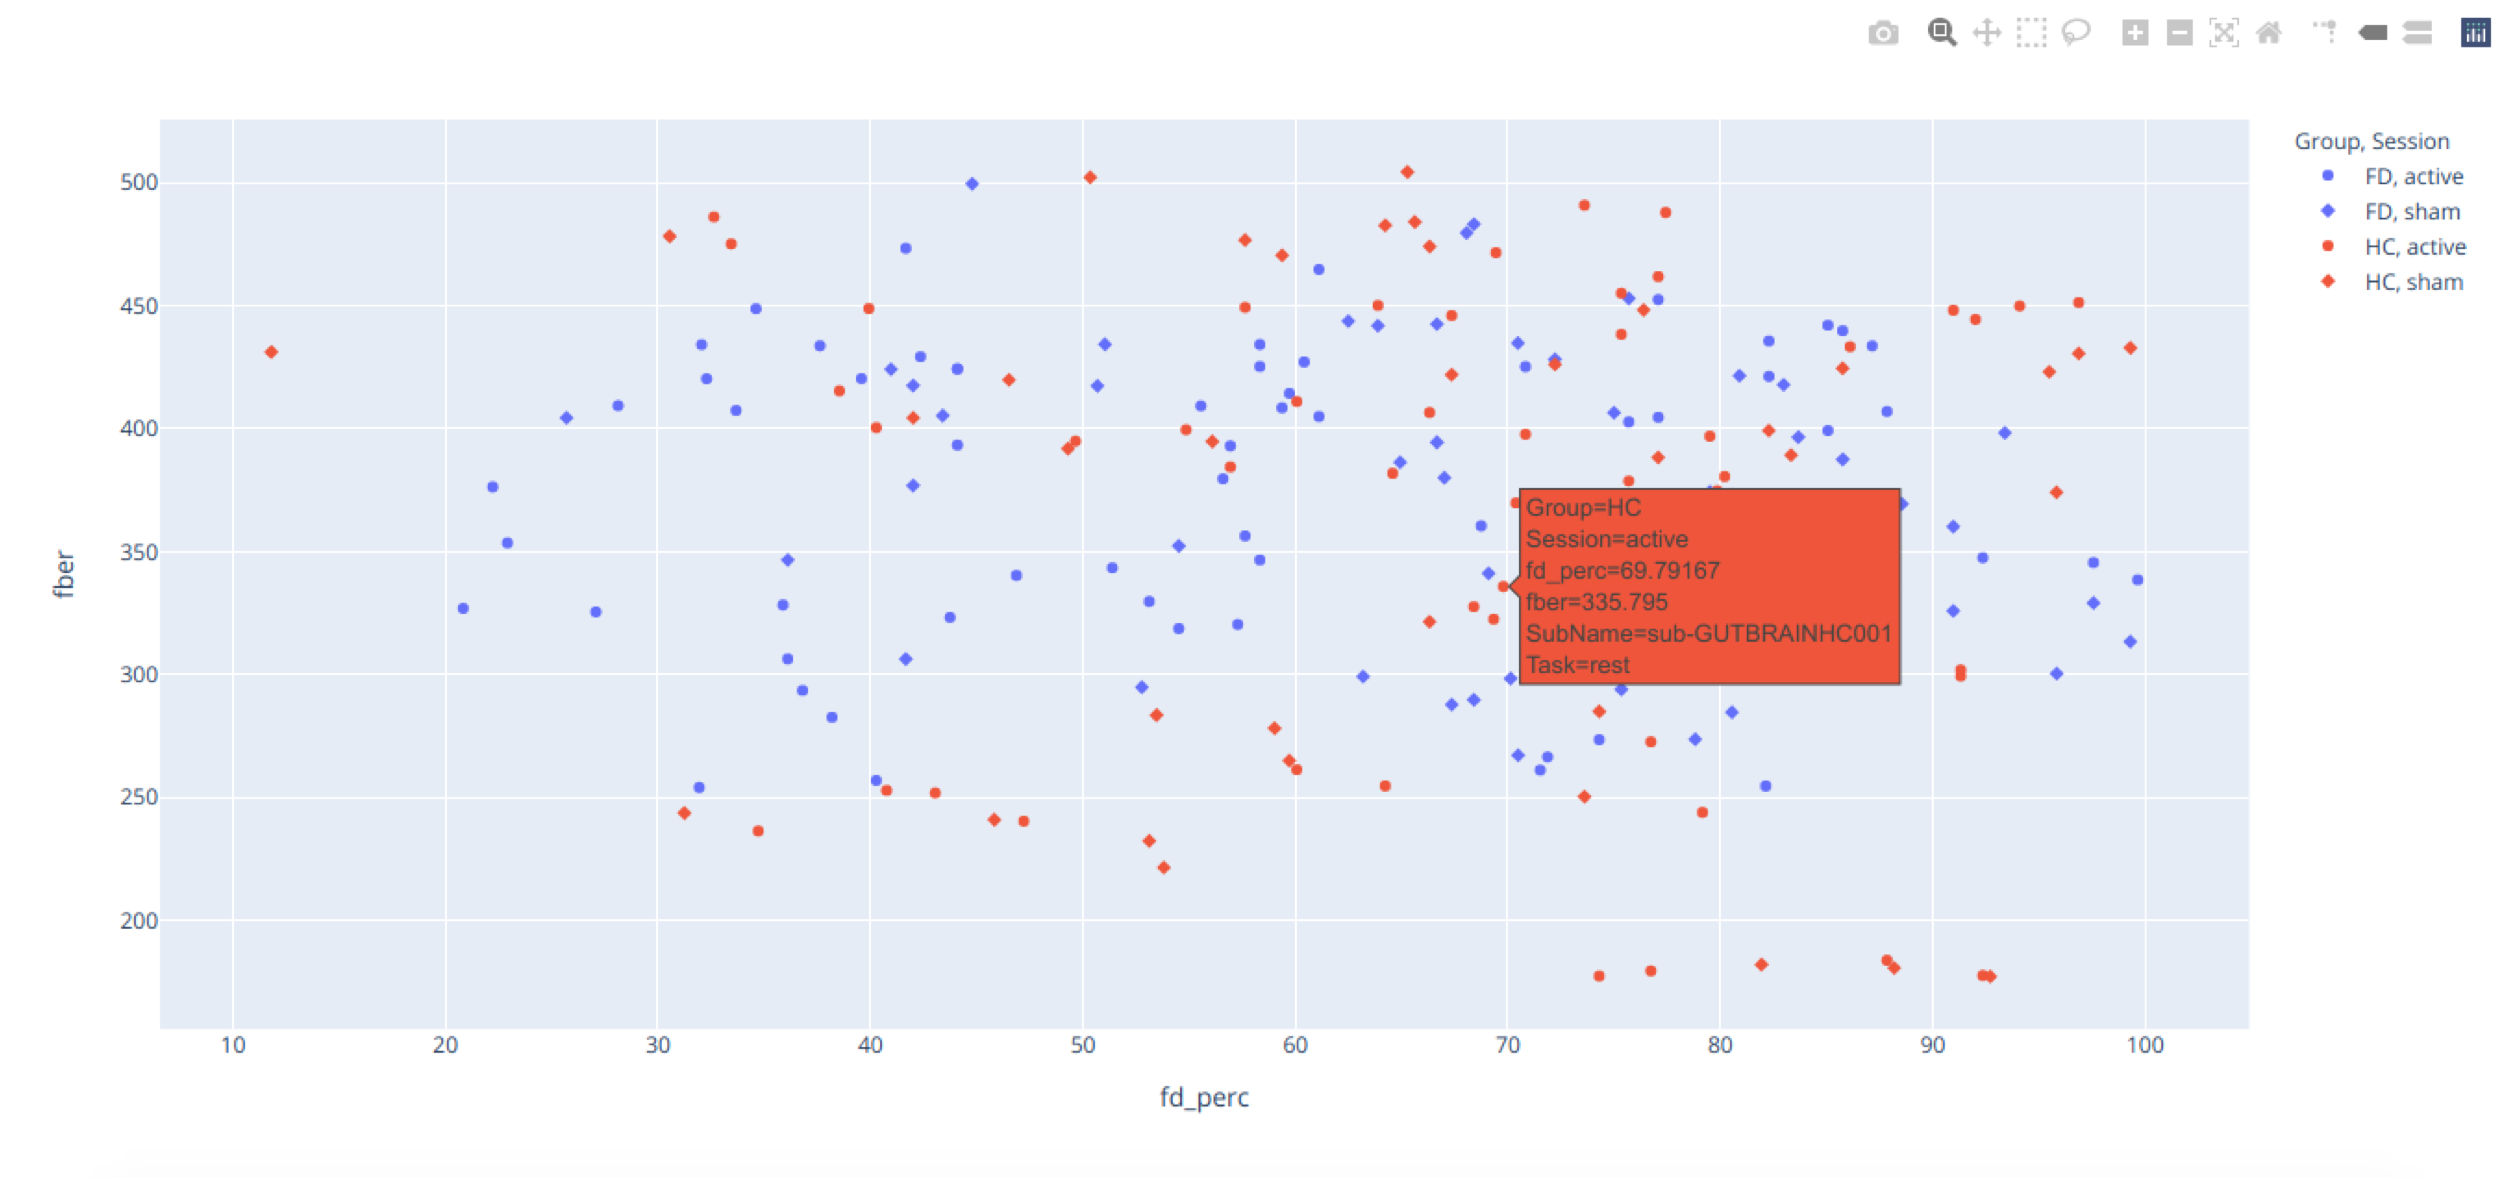 Group, Session
FD, active
FD, sham
HC, active
HC, sham
500
450
400
350
300
250
200
fber
Group=HC
Session=active
fd_perc=69.79167
fber=335.795
SubName=sub-GUTBRAINHC001
Task=rest
10 20 30 40 50 60 70 80 90 100
fd_perc